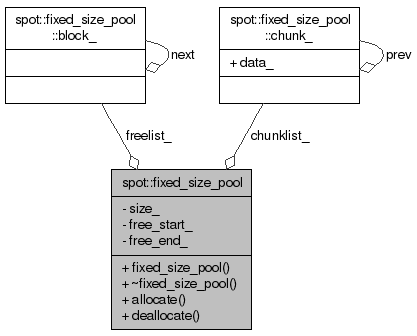 spot::fixed_size_pool
::block_
next
spot::fixed_size_pool
::chunk_
+ data_
prev
freelist_
chunklist_
spot::fixed_size_pool
- size_
- free_start_
- free_end_
+ fixed_size_pool()
+ ~fixed_size_pool()
+ allocate()
+ deallocate()